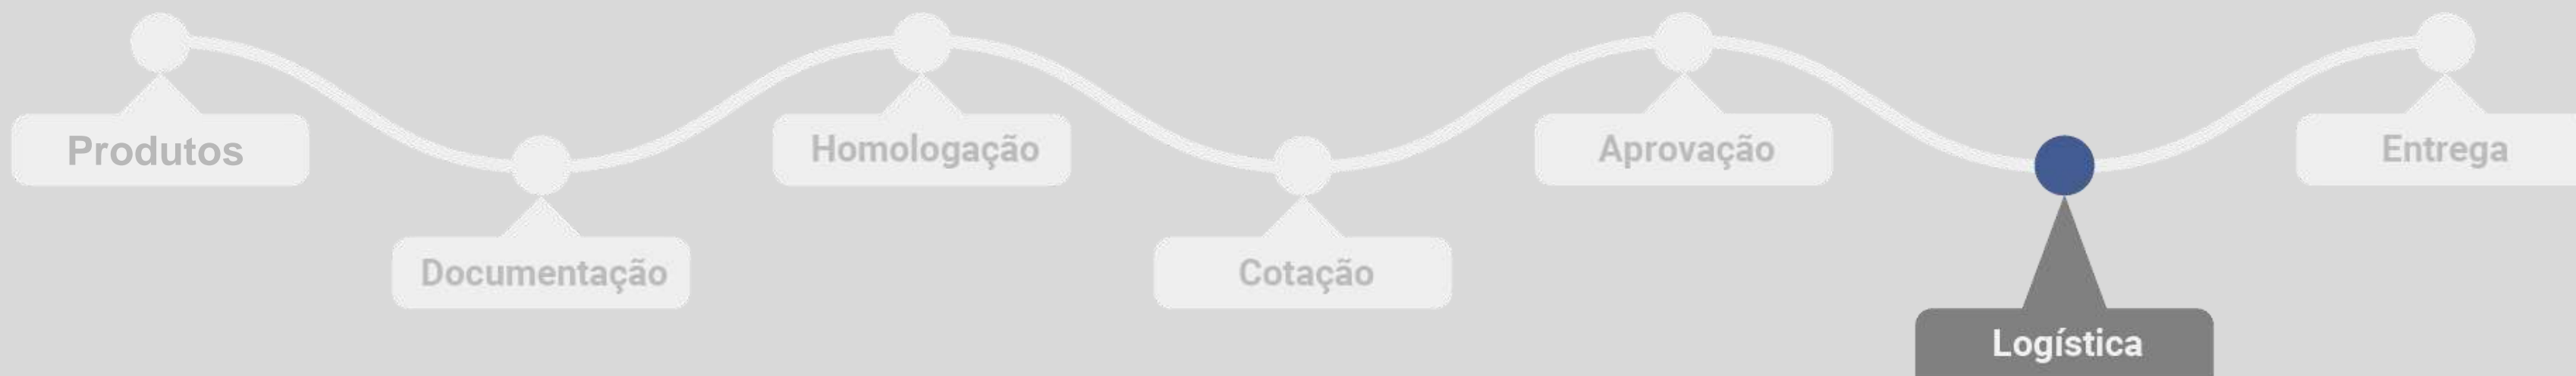 Produtos
Documentação
Homologação
Cotação
Aprovação
Logística
Entrega